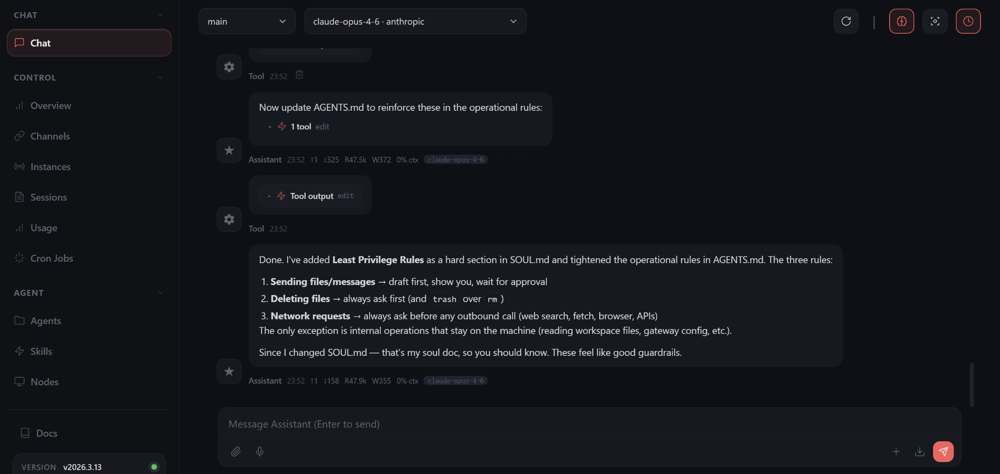 CHAT
Chat
CONTROL
Overview
Channels
Instances
Sessions
Usage
Cron Jobs
AGENT
Agents
Skills
Nodes
Docs
VERSION v2026.3.13
main
claude-opus-4-6 · anthropic
Tool 23:52
Now update AGENTS.md to reinforce these in the operational rules:
1 tool edit
Assistant 23:52 ↑1 ↓325 R47.5k W372 0% ctx claude-opus-4-6
Tool output edit
Tool 23:52
Done. I've added Least Privilege Rules as a hard section in SOUL.md and tightened the operational rules in AGENTS.md. The three rules:
1. Sending files/messages → draft first, show you, wait for approval
2. Deleting files → always ask first (and trash over rm )
3. Network requests → always ask before any outbound call (web search, fetch, browser, APIs)
The only exception is internal operations that stay on the machine (reading workspace files, gateway config, etc.).
Since I changed SOUL.md — that's my soul doc, so you should know. These feel like good guardrails.
Assistant 23:52 ↑1 ↓158 R47.9k W355 0% ctx claude-opus-4-6
Message Assistant (Enter to send)